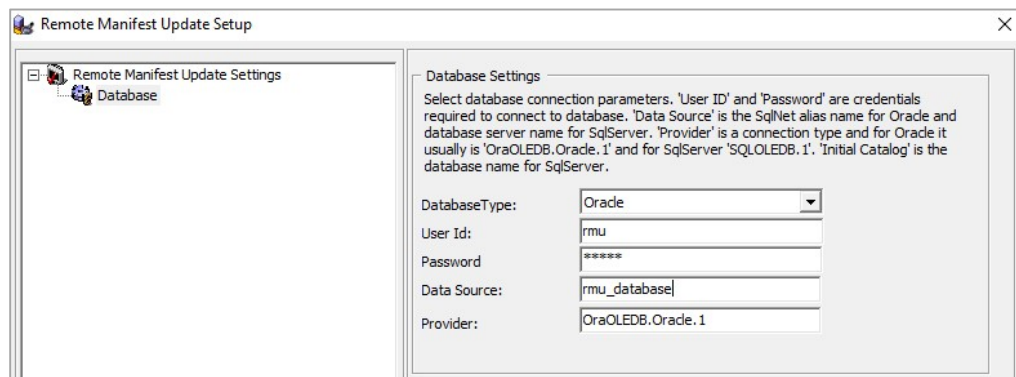 Remote Manifest Update Setup
Remote Manifest Update Settings
Database
Database Settings
Select database connection parameters. 'User ID' and 'Password' are credentials
required to connect to database. 'Data Source' is the SqlNet alias name for Oracle and
database server name for SqlServer. 'Provider' is a connection type and for Oracle it
usually is 'OraOLEDB.Oracle.1' and for SqlServer 'SQLOLEDB.1'. 'Initial Catalog' is the
database name for SqlServer.
DatabaseType: Oracle
User Id: rmu
Password *****
Data Source: rmu_database
Provider: OraOLEDB.Oracle.1